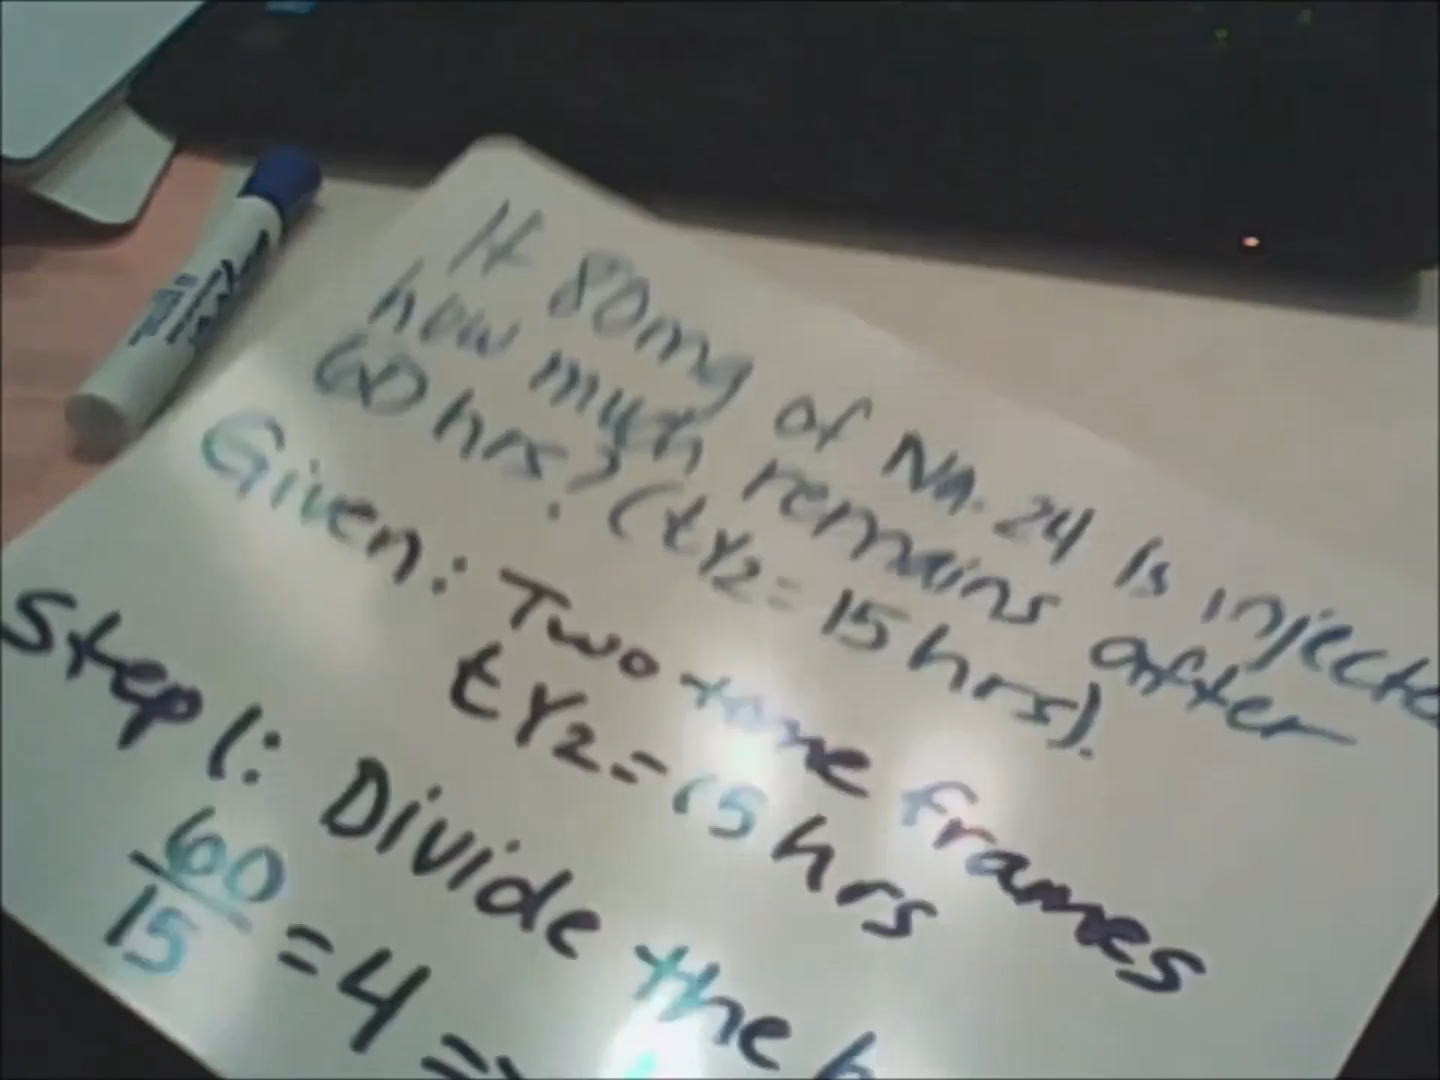 If 80mg of NA-24 is injecte
how much remains after
60 hrs? (t½ = 15 hrs).
Given: Two time frames
t½ = 15 hrs
Step 1: Divide the h
60
15
= 4 =>